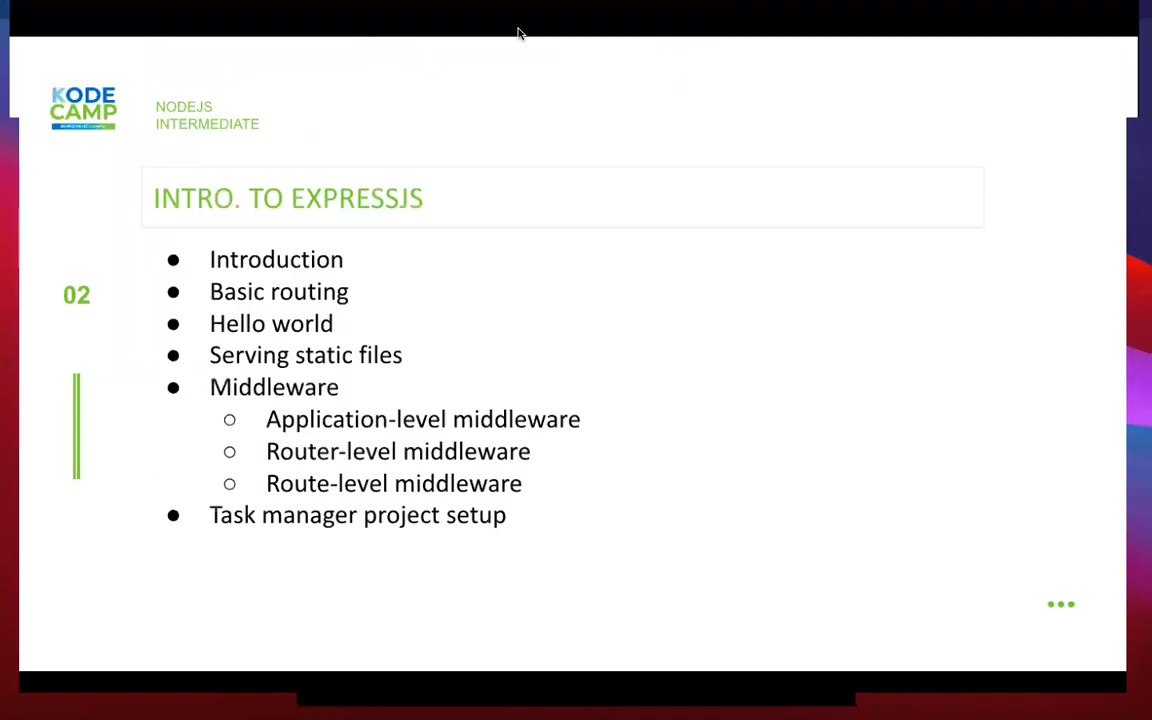 KODE
CAMP
NODEJS
INTERMEDIATE
INTRO. TO EXPRESSJS
● Introduction
● Basic routing
02
● Hello world
● Serving static files
● Middleware
○ Application-level middleware
○ Router-level middleware
○ Route-level middleware
● Task manager project setup